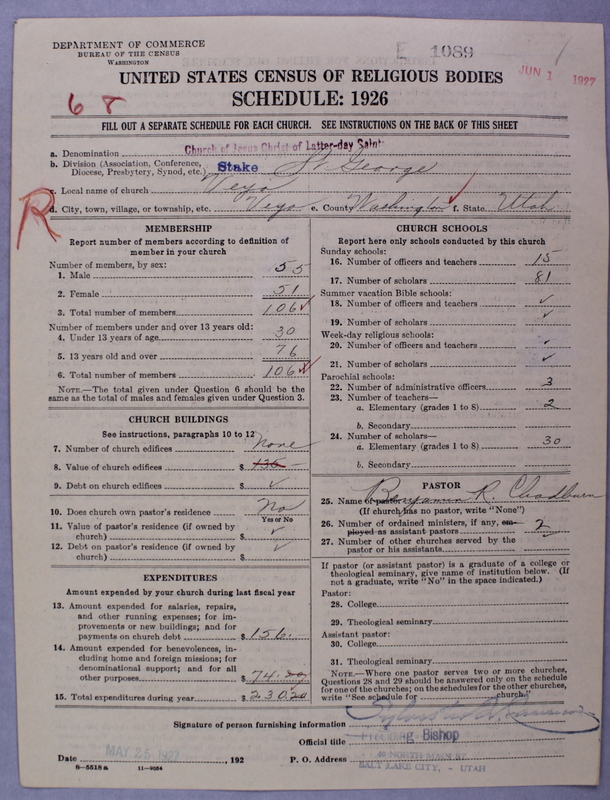 DEPARTMENT OF COMMERCE
BUREAU OF THE CENSUS
WASHINGTON
E 1089
JUN 1 1927
UNITED STATES CENSUS OF RELIGIOUS BODIES
68
SCHEDULE: 1926
FILL OUT A SEPARATE SCHEDULE FOR EACH CHURCH. SEE INSTRUCTIONS ON THE BACK OF THIS SHEET
a. Denomination Church of Jesus Christ of Latter-day Saints
b. Division (Association, Conference, Diocese, Presbytery, Synod, etc.) Stake St George
c. Local name of church Veyo
R
d. City, town, village, or township, etc. Veyo e. County Washington f. State Utah
MEMBERSHIP
Report number of members according to definition of
member in your church
Number of members, by sex:
1. Male 55
2. Female 51
3. Total number of members 106
Number of members under and over 13 years old:
4. Under 13 years of age 30
5. 13 years old and over 76
6. Total number of members 106
NOTE.—The total given under Question 6 should be
same as the total of males and females given under Question 3.
CHURCH BUILDINGS
See instructions, paragraphs 10 to 12
7. Number of church edifices none
8. Value of church edifices $ 135 –
9. Debt on church edifices $ ✓
10. Does church own pastor's residence No
Yes or No
11. Value of pastor's residence (if owned by
church) $ ✓
12. Debt on pastor's residence (if owned by
church) $ ✓
EXPENDITURES
Amount expended by your church during last fiscal year
13. Amount expended for salaries, repairs,
and other running expenses; for im-
provements or new buildings; and for
payments on church debt $ 156.
14. Amount expended for benevolences, in-
cluding home and foreign missions; for
denominational support; and for all
other purposes $ 74.20
15. Total expenditures during year $ 230.20
CHURCH SCHOOLS
Report here only schools conducted by this church
Sunday schools:
16. Number of officers and teachers 15
17. Number of scholars 81
Summer vacation Bible schools:
18. Number of officers and teachers ✓
19. Number of scholars ✓
Week-day religious schools:
20. Number of officers and teachers ✓
21. Number of scholars ✓
Parochial schools:
22. Number of administrative officers 3
23. Number of teachers—
a. Elementary (grades 1 to 8) 2
b. Secondary
24. Number of scholars—
a. Elementary (grades 1 to 8) 30
b. Secondary
PASTOR
25. Name of pastor Benjamin R. Chadburn
(If church has no pastor, write "None")
26. Number of ordained ministers, if any, em-
ployed as assistant pastors 2
27. Number of other churches served by the
pastor or his assistants
If pastor (or assistant pastor) is a graduate of a college or
theological seminary, give name of institution below. (If
not a graduate, write "No" in the space indicated.)
Pastor:
28. College
29. Theological seminary
Assistant pastor:
30. College
31. Theological seminary
NOTE.—Where one pastor serves two or more churches,
Questions 28 and 29 should be answered only on the schedule
for one of the churches; on the schedules for the other churches,
write "See schedule for church."
Signature of person furnishing information
Official title Presiding Bishop
Date MAY 25 1927, 192 P. O. Address 40 NORTH MAIN ST
SALT LAKE CITY, - UTAH
8—5518a 11—9054